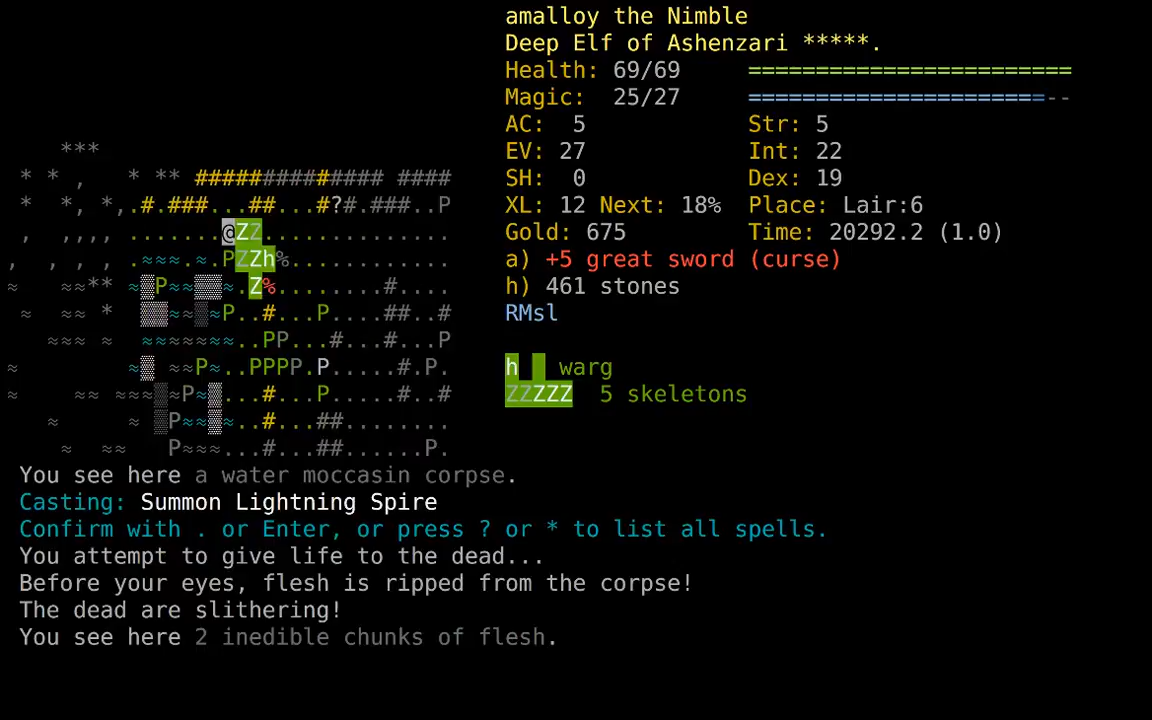 amalloy the Nimble
Deep Elf of Ashenzari *****.
Health: 69/69 ========================
Magic: 25/27 ======================--
AC: 5 Str: 5
EV: 27 Int: 22
SH: 0 Dex: 19
XL: 12 Next: 18% Place: Lair:6
Gold: 675 Time: 20292.2 (1.0)
a) +5 great sword (curse)
h) 461 stones
RMsl
h warg
ZZZZZ 5 skeletons
You see here a water moccasin corpse.
Casting: Summon Lightning Spire
Confirm with . or Enter, or press ? or * to list all spells.
You attempt to give life to the dead...
Before your eyes, flesh is ripped from the corpse!
The dead are slithering!
You see here 2 inedible chunks of flesh.